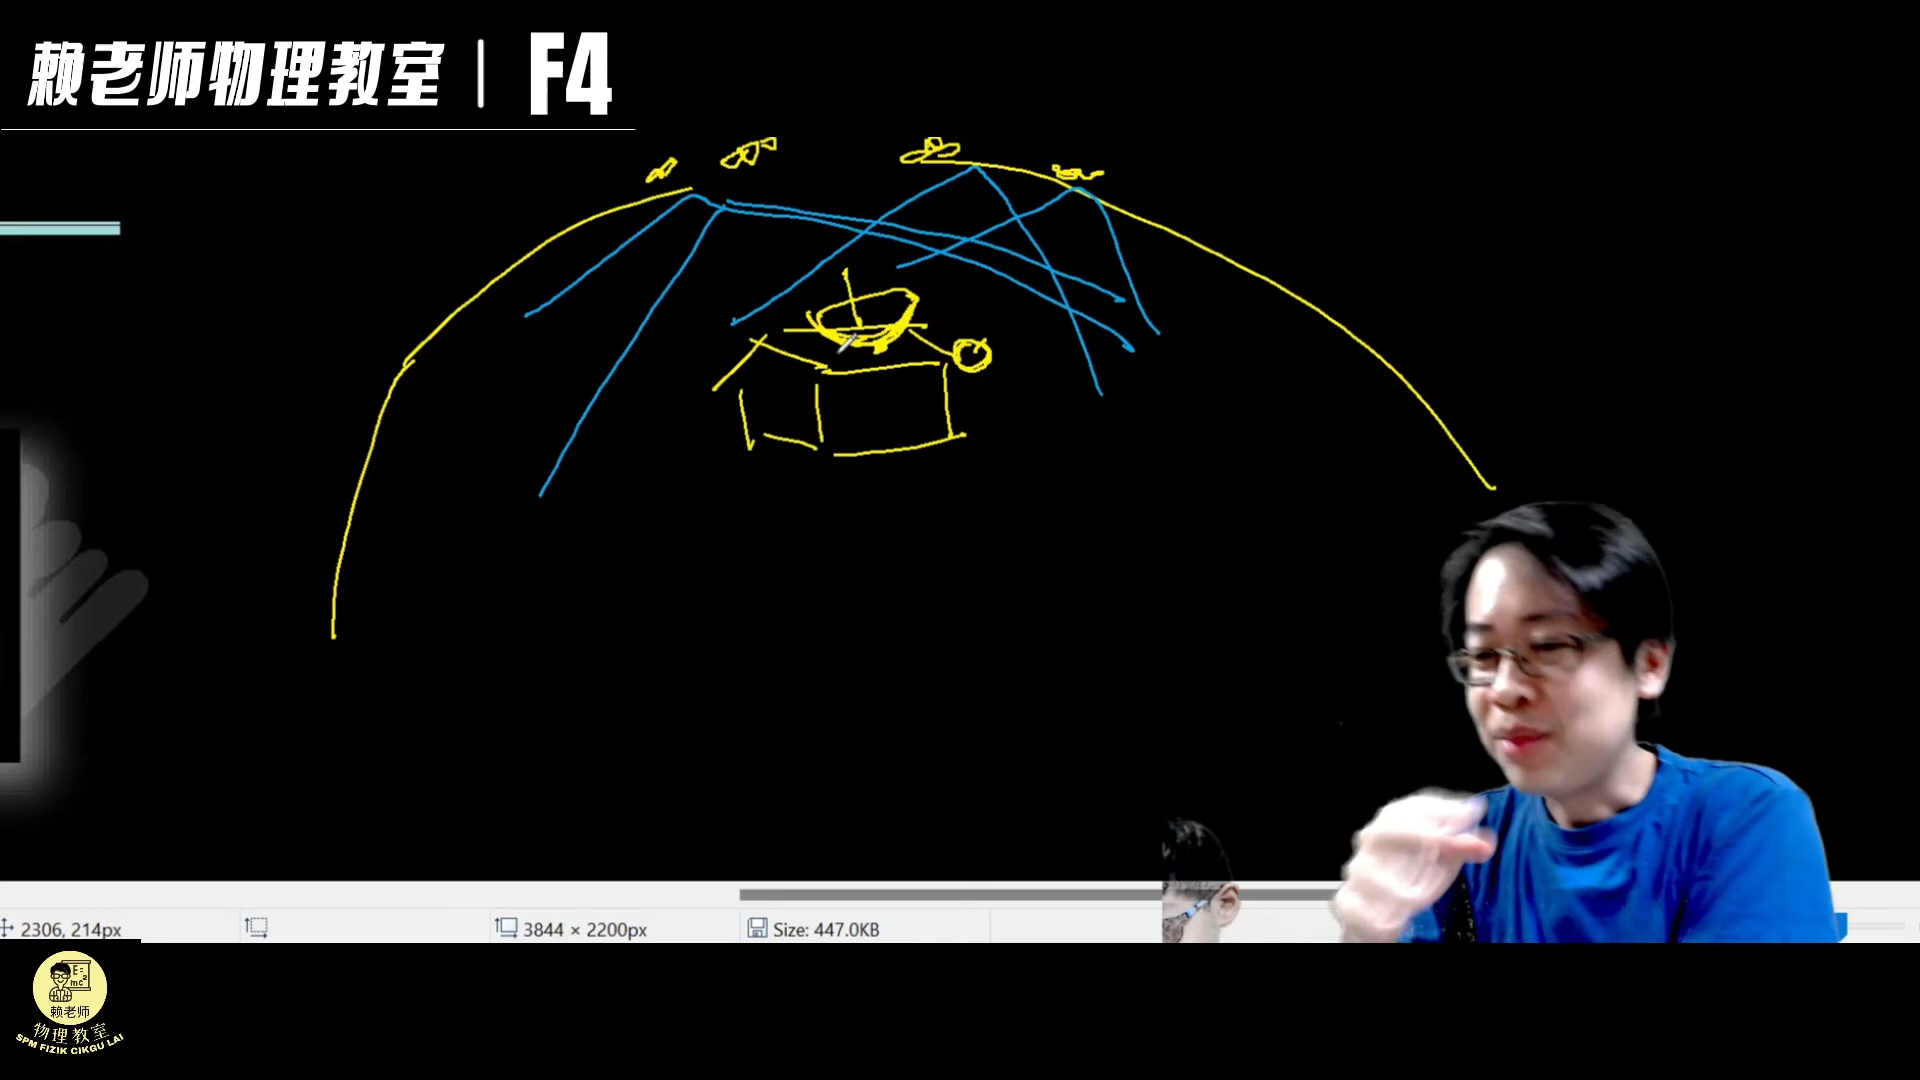 赖老师物理教室 | F4
2306, 214px
3844 × 2200px
Size: 447.0KB
E=
mc²
赖老师
物理教室
SPM FIZIK CIKGU LAI